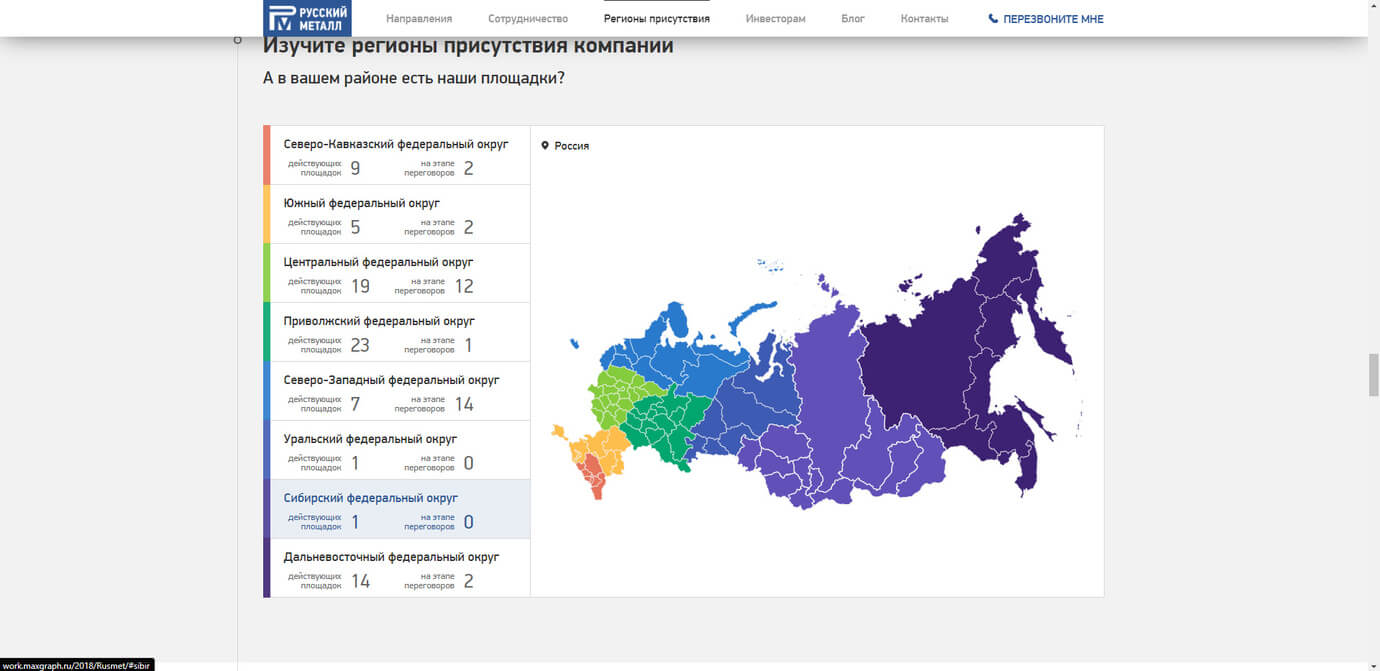 РУССКИЙ
МЕТАЛЛ
Направления
Сотрудничество
Регионы присутствия
Инвесторам
Блог
Контакты
ПЕРЕЗВОНИТЕ МНЕ
Изучите регионы присутствия компании
А в вашем районе есть наши площадки?
Северо-Кавказский федеральный округ
действующих площадок 9
на этапе переговоров 2
Южный федеральный округ
действующих площадок 5
на этапе переговоров 2
Центральный федеральный округ
действующих площадок 19
на этапе переговоров 12
Приволжский федеральный округ
действующих площадок 23
на этапе переговоров 1
Северо-Западный федеральный округ
действующих площадок 7
на этапе переговоров 14
Уральский федеральный округ
действующих площадок 1
на этапе переговоров 0
Сибирский федеральный округ
действующих площадок 1
на этапе переговоров 0
Дальневосточный федеральный округ
действующих площадок 14
на этапе переговоров 2
Россия
work.maxgraph.ru/2018/Rusmet/#sibir